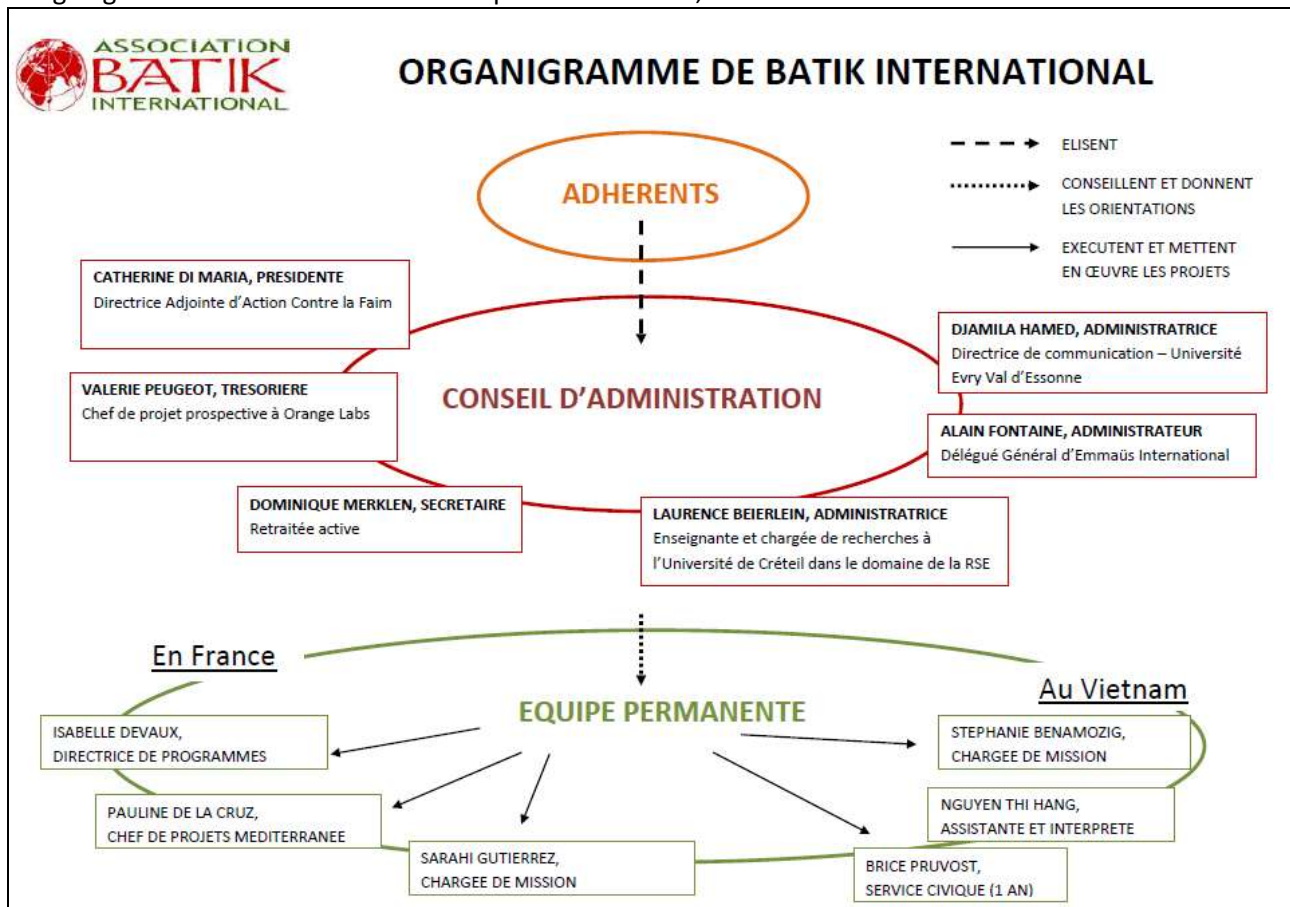 ASSOCIATION
BATIK
INTERNATIONAL
ORGANIGRAMME DE BATIK INTERNATIONAL
ELISENT
CONSEILLENT ET DONNENT
LES ORIENTATIONS
EXECUTENT ET METTENT
EN ŒUVRE LES PROJETS
ADHERENTS
CATHERINE DI MARIA, PRESIDENTE
Directrice Adjointe d'Action Contre la Faim
VALERIE PEUGEOT, TRESORIERE
Chef de projet prospective à Orange Labs
CONSEIL D'ADMINISTRATION
DJAMILA HAMED, ADMINISTRATRICE
Directrice de communication – Université
Evry Val d'Essonne
ALAIN FONTAINE, ADMINISTRATEUR
Délégué Général d'Emmaüs International
DOMINIQUE MERKLEN, SECRETAIRE
Retraitée active
LAURENCE BEIERLEIN, ADMINISTRATRICE
Enseignante et chargée de recherches à
l'Université de Créteil dans le domaine de la RSE
En France
Au Vietnam
EQUIPE PERMANENTE
ISABELLE DEVAUX,
DIRECTRICE DE PROGRAMMES
PAULINE DE LA CRUZ,
CHEF DE PROJETS MEDITERRANEE
SARAHI GUTIERREZ,
CHARGEE DE MISSION
STEPHANIE BENAMOZIG,
CHARGEE DE MISSION
NGUYEN THI HANG,
ASSISTANTE ET INTERPRETE
BRICE PRUVOST,
SERVICE CIVIQUE (1 AN)